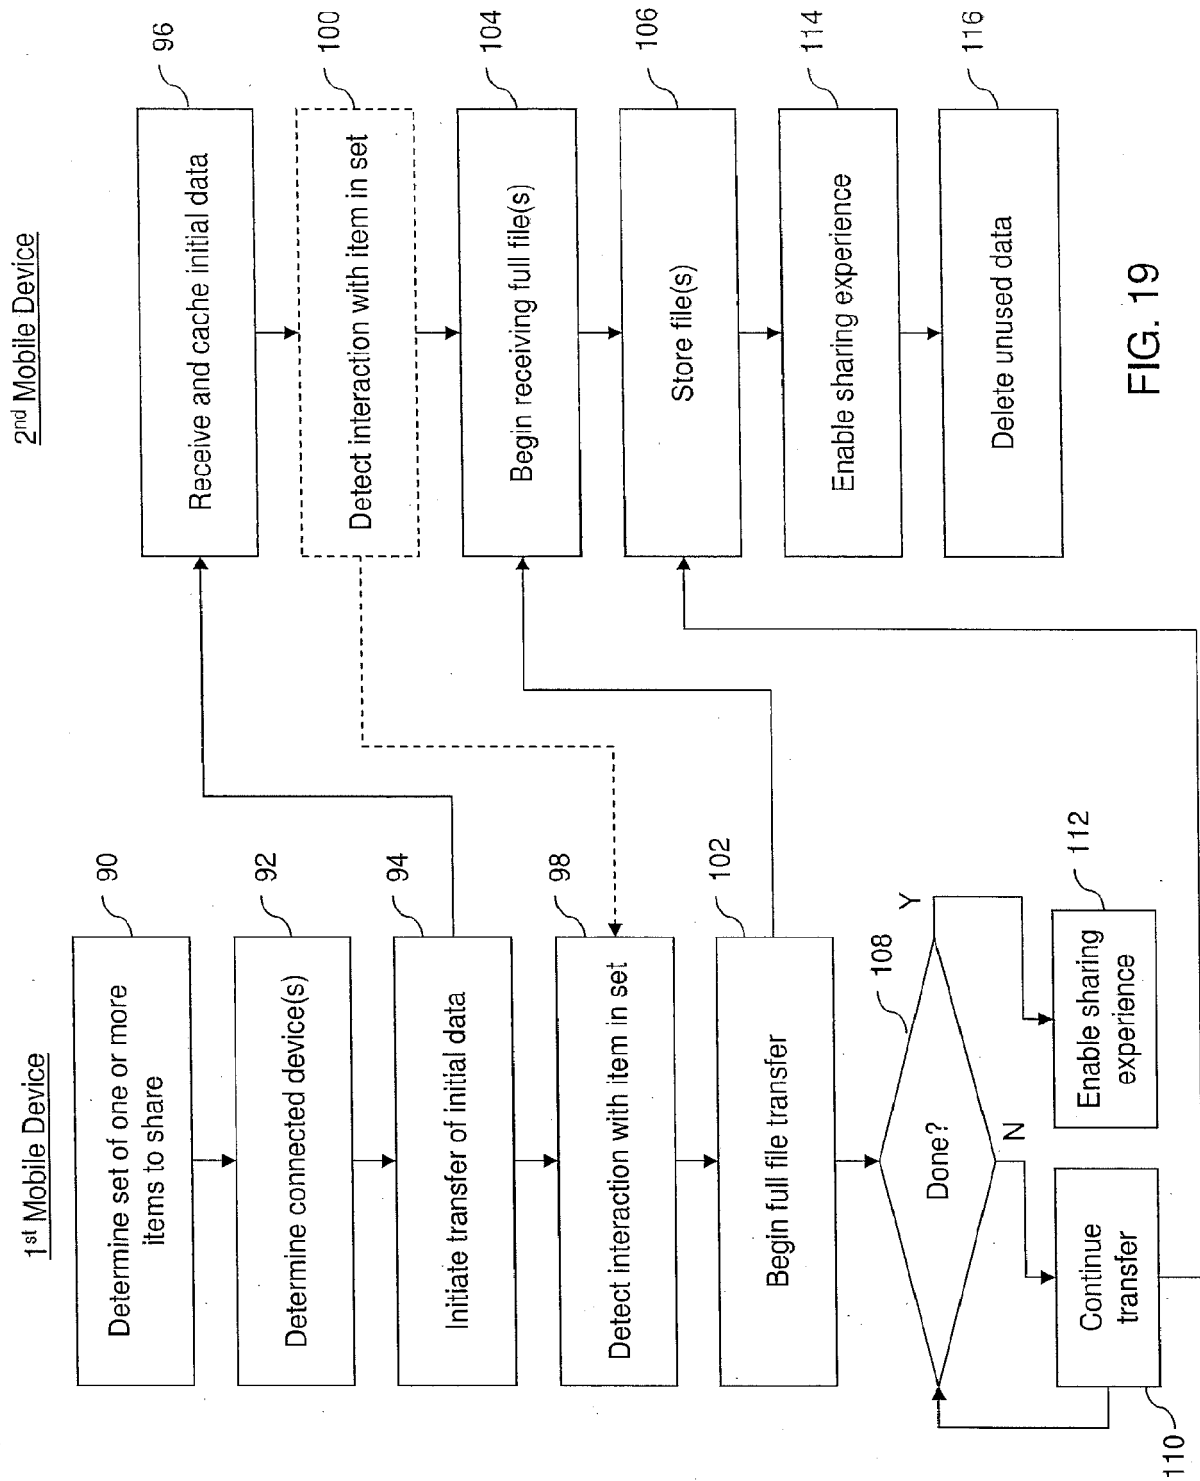 1st Mobile Device
2nd Mobile Device
Determine set of one or more
items to share
90
Determine connected device(s)
92
Initiate transfer of initial data
94
Detect interaction with item in set
98
Begin full file transfer
102
Done?
108
Y
N
Continue
transfer
110
Enable sharing
experience
112
Receive and cache initial data
96
Detect interaction with item in set
100
Begin receiving full file(s)
104
Store file(s)
106
Enable sharing experience
114
Delete unused data
116
FIG. 19